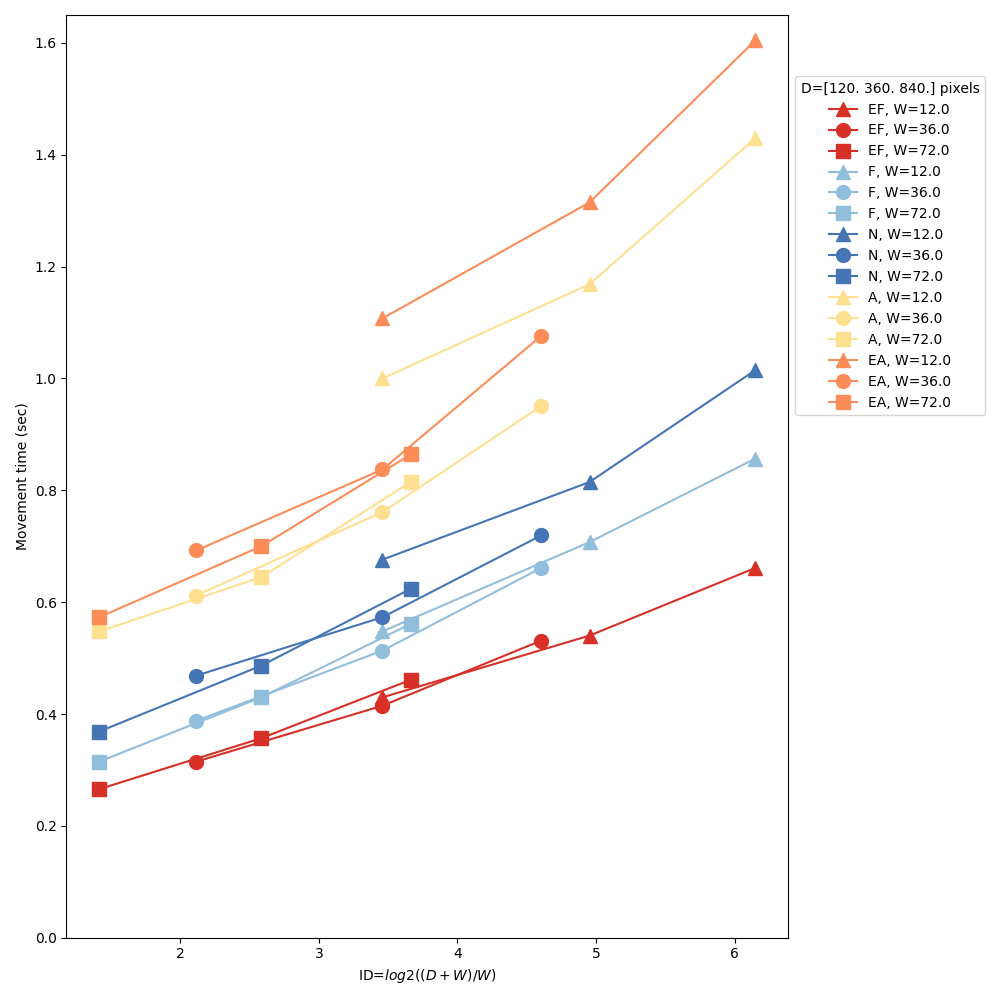 1.6
1.4
1.2
1.0
0.8
0.6
0.4
0.2
0.0
Movement time (sec)
2 3 4 5 6
ID=log2((D + W)/W)
D=[120. 360. 840.] pixels
EF, W=12.0
EF, W=36.0
EF, W=72.0
F, W=12.0
F, W=36.0
F, W=72.0
N, W=12.0
N, W=36.0
N, W=72.0
A, W=12.0
A, W=36.0
A, W=72.0
EA, W=12.0
EA, W=36.0
EA, W=72.0